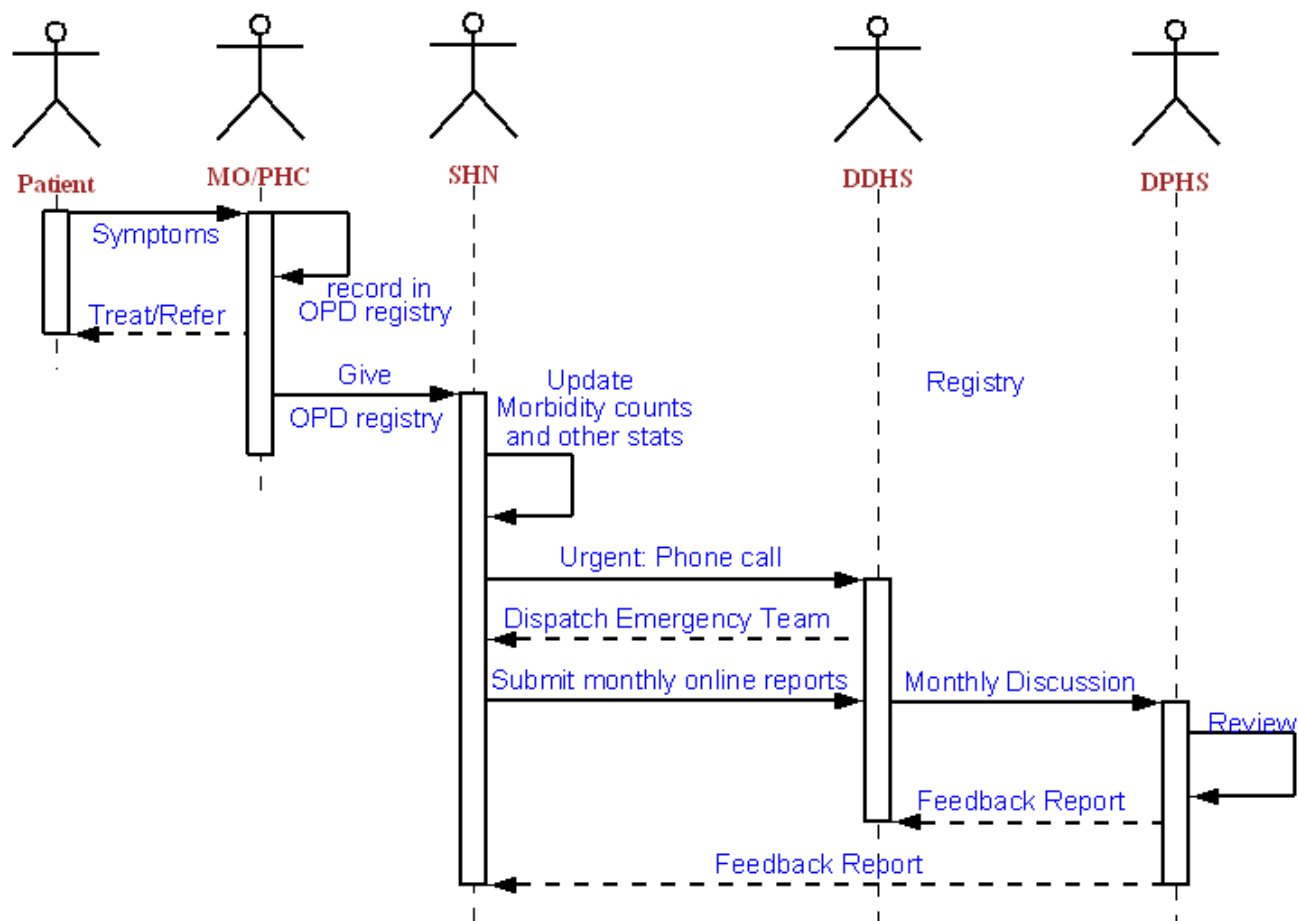 Patient
MO/PHC
SHN
DDHS
DPHS
Symptoms
record in
OPD registry
Treat/Refer
Give
OPD registry
Update
Morbidity counts
and other stats
Registry
Urgent: Phone call
Dispatch Emergency Team
Submit monthly online reports
Monthly Discussion
Review
Feedback Report
Feedback Report